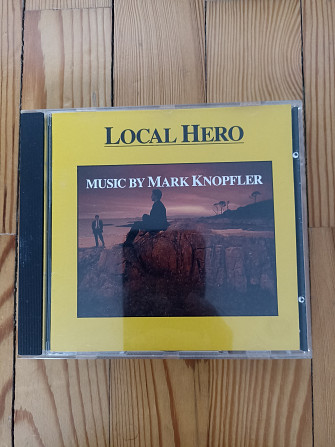 LOCAL HERO
MUSIC BY MARK KNOPFLER